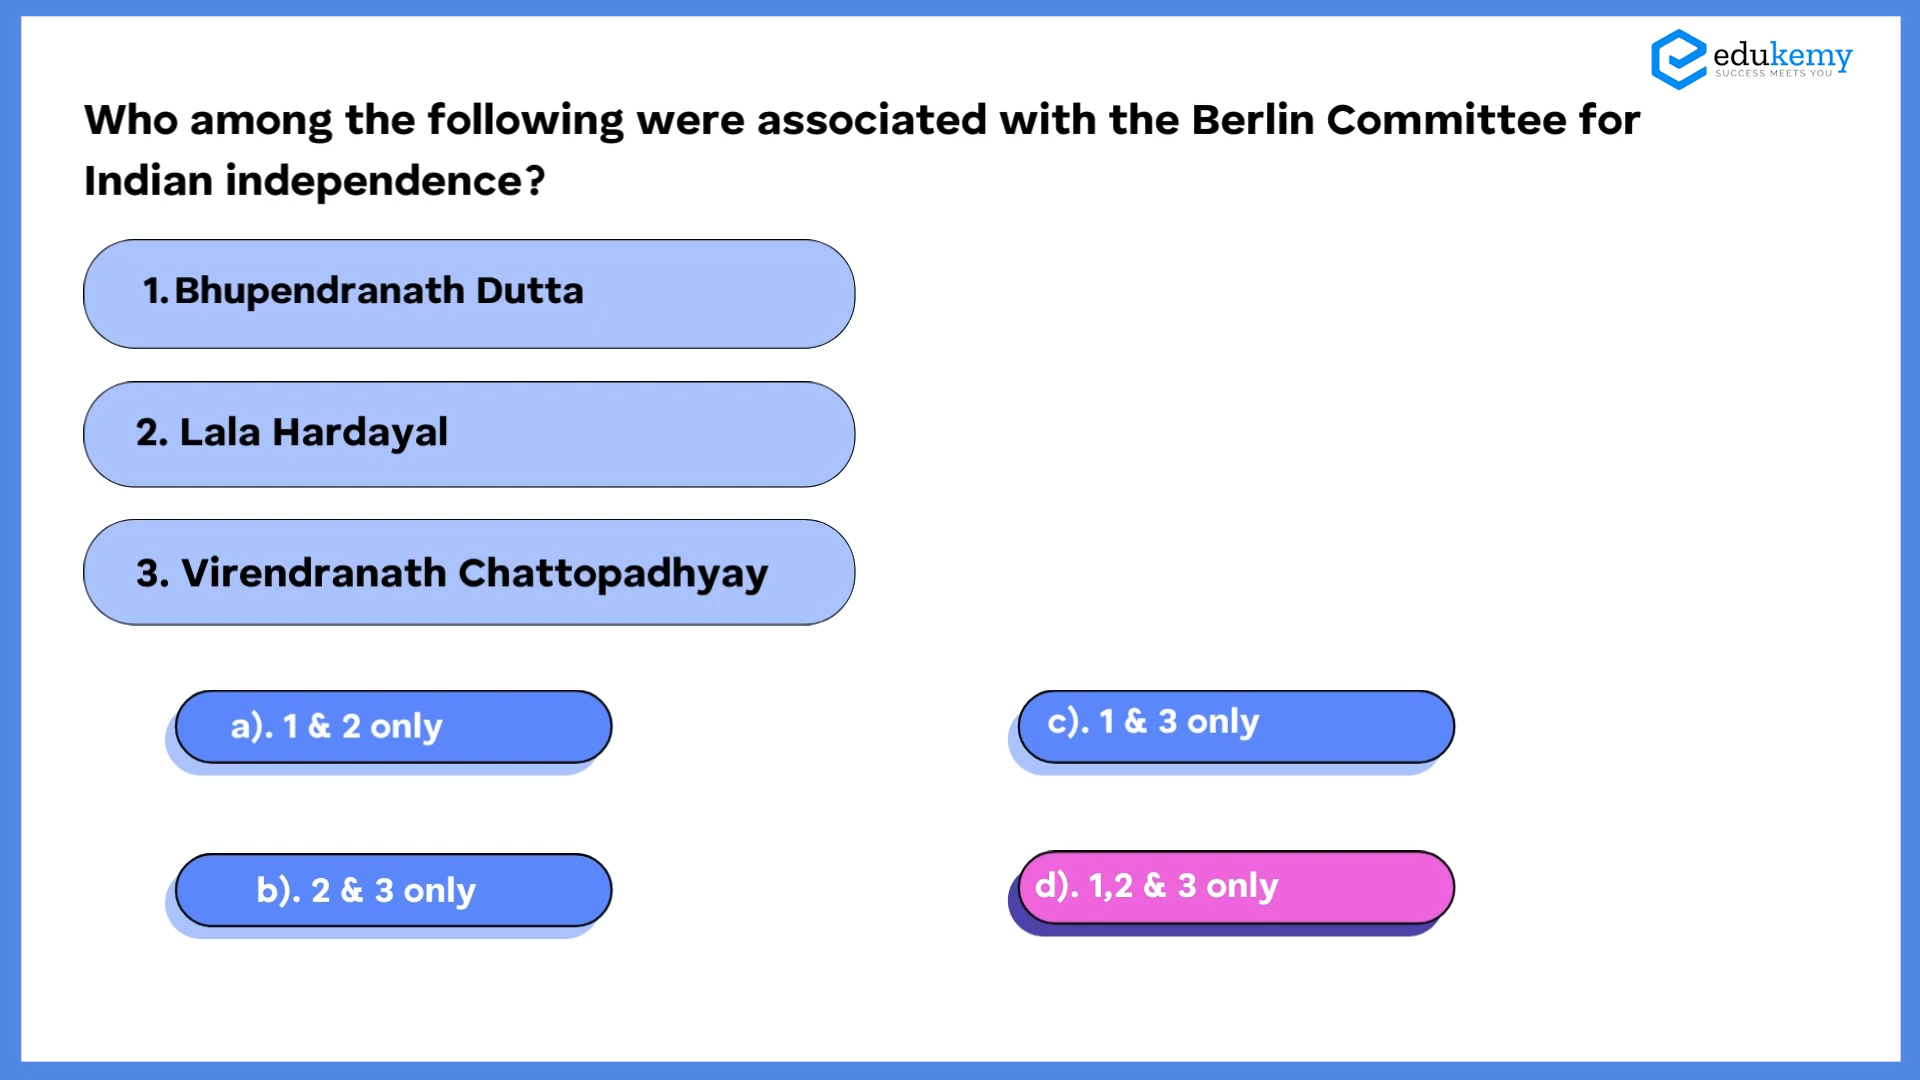 edukemy
SUCCESS MEETS YOU
Who among the following were associated with the Berlin Committee for
Indian independence?
1. Bhupendranath Dutta
2. Lala Hardayal
3. Virendranath Chattopadhyay
a). 1 & 2 only
c). 1 & 3 only
b). 2 & 3 only
d). 1,2 & 3 only